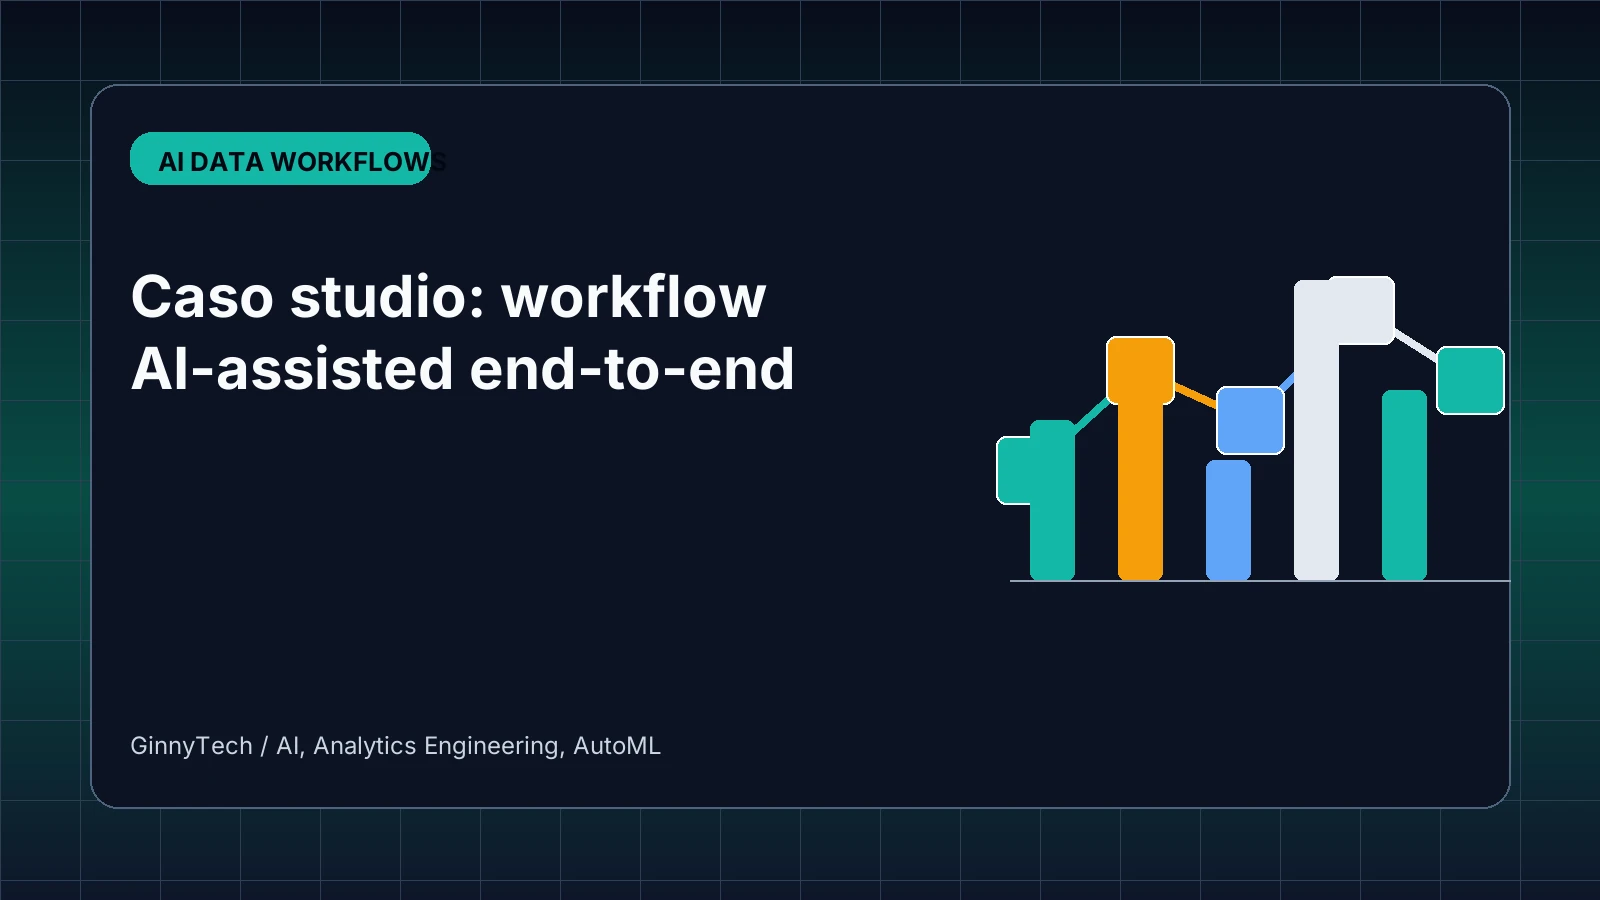 AI DATA WORKFLOWS
Caso studio: workflow
AI-assisted end-to-end
GinnyTech / AI, Analytics Engineering, AutoML